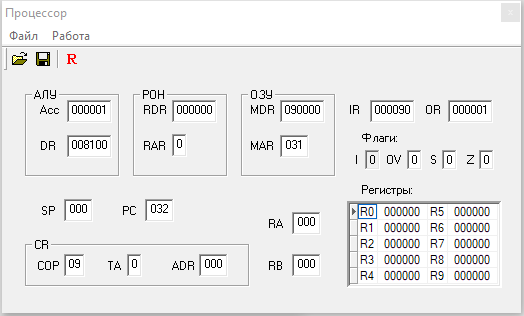 Процессор
Файл Работа
R
АЛУ РОН ОЗУ
Acc 000001 RDR 000000 MDR 090000 IR 000090 OR 000001
Флаги:
DR 008100 RAR 0 MAR 031 I 0 OV 0 S 0 Z 0
Регистры:
SP 000 PC 032 RA 000
R0 000000 R5 000000
R1 000000 R6 000000
CR
R2 000000 R7 000000
COP 09 TA 0 ADR 000 RB 000
R3 000000 R8 000000
R4 000000 R9 000000